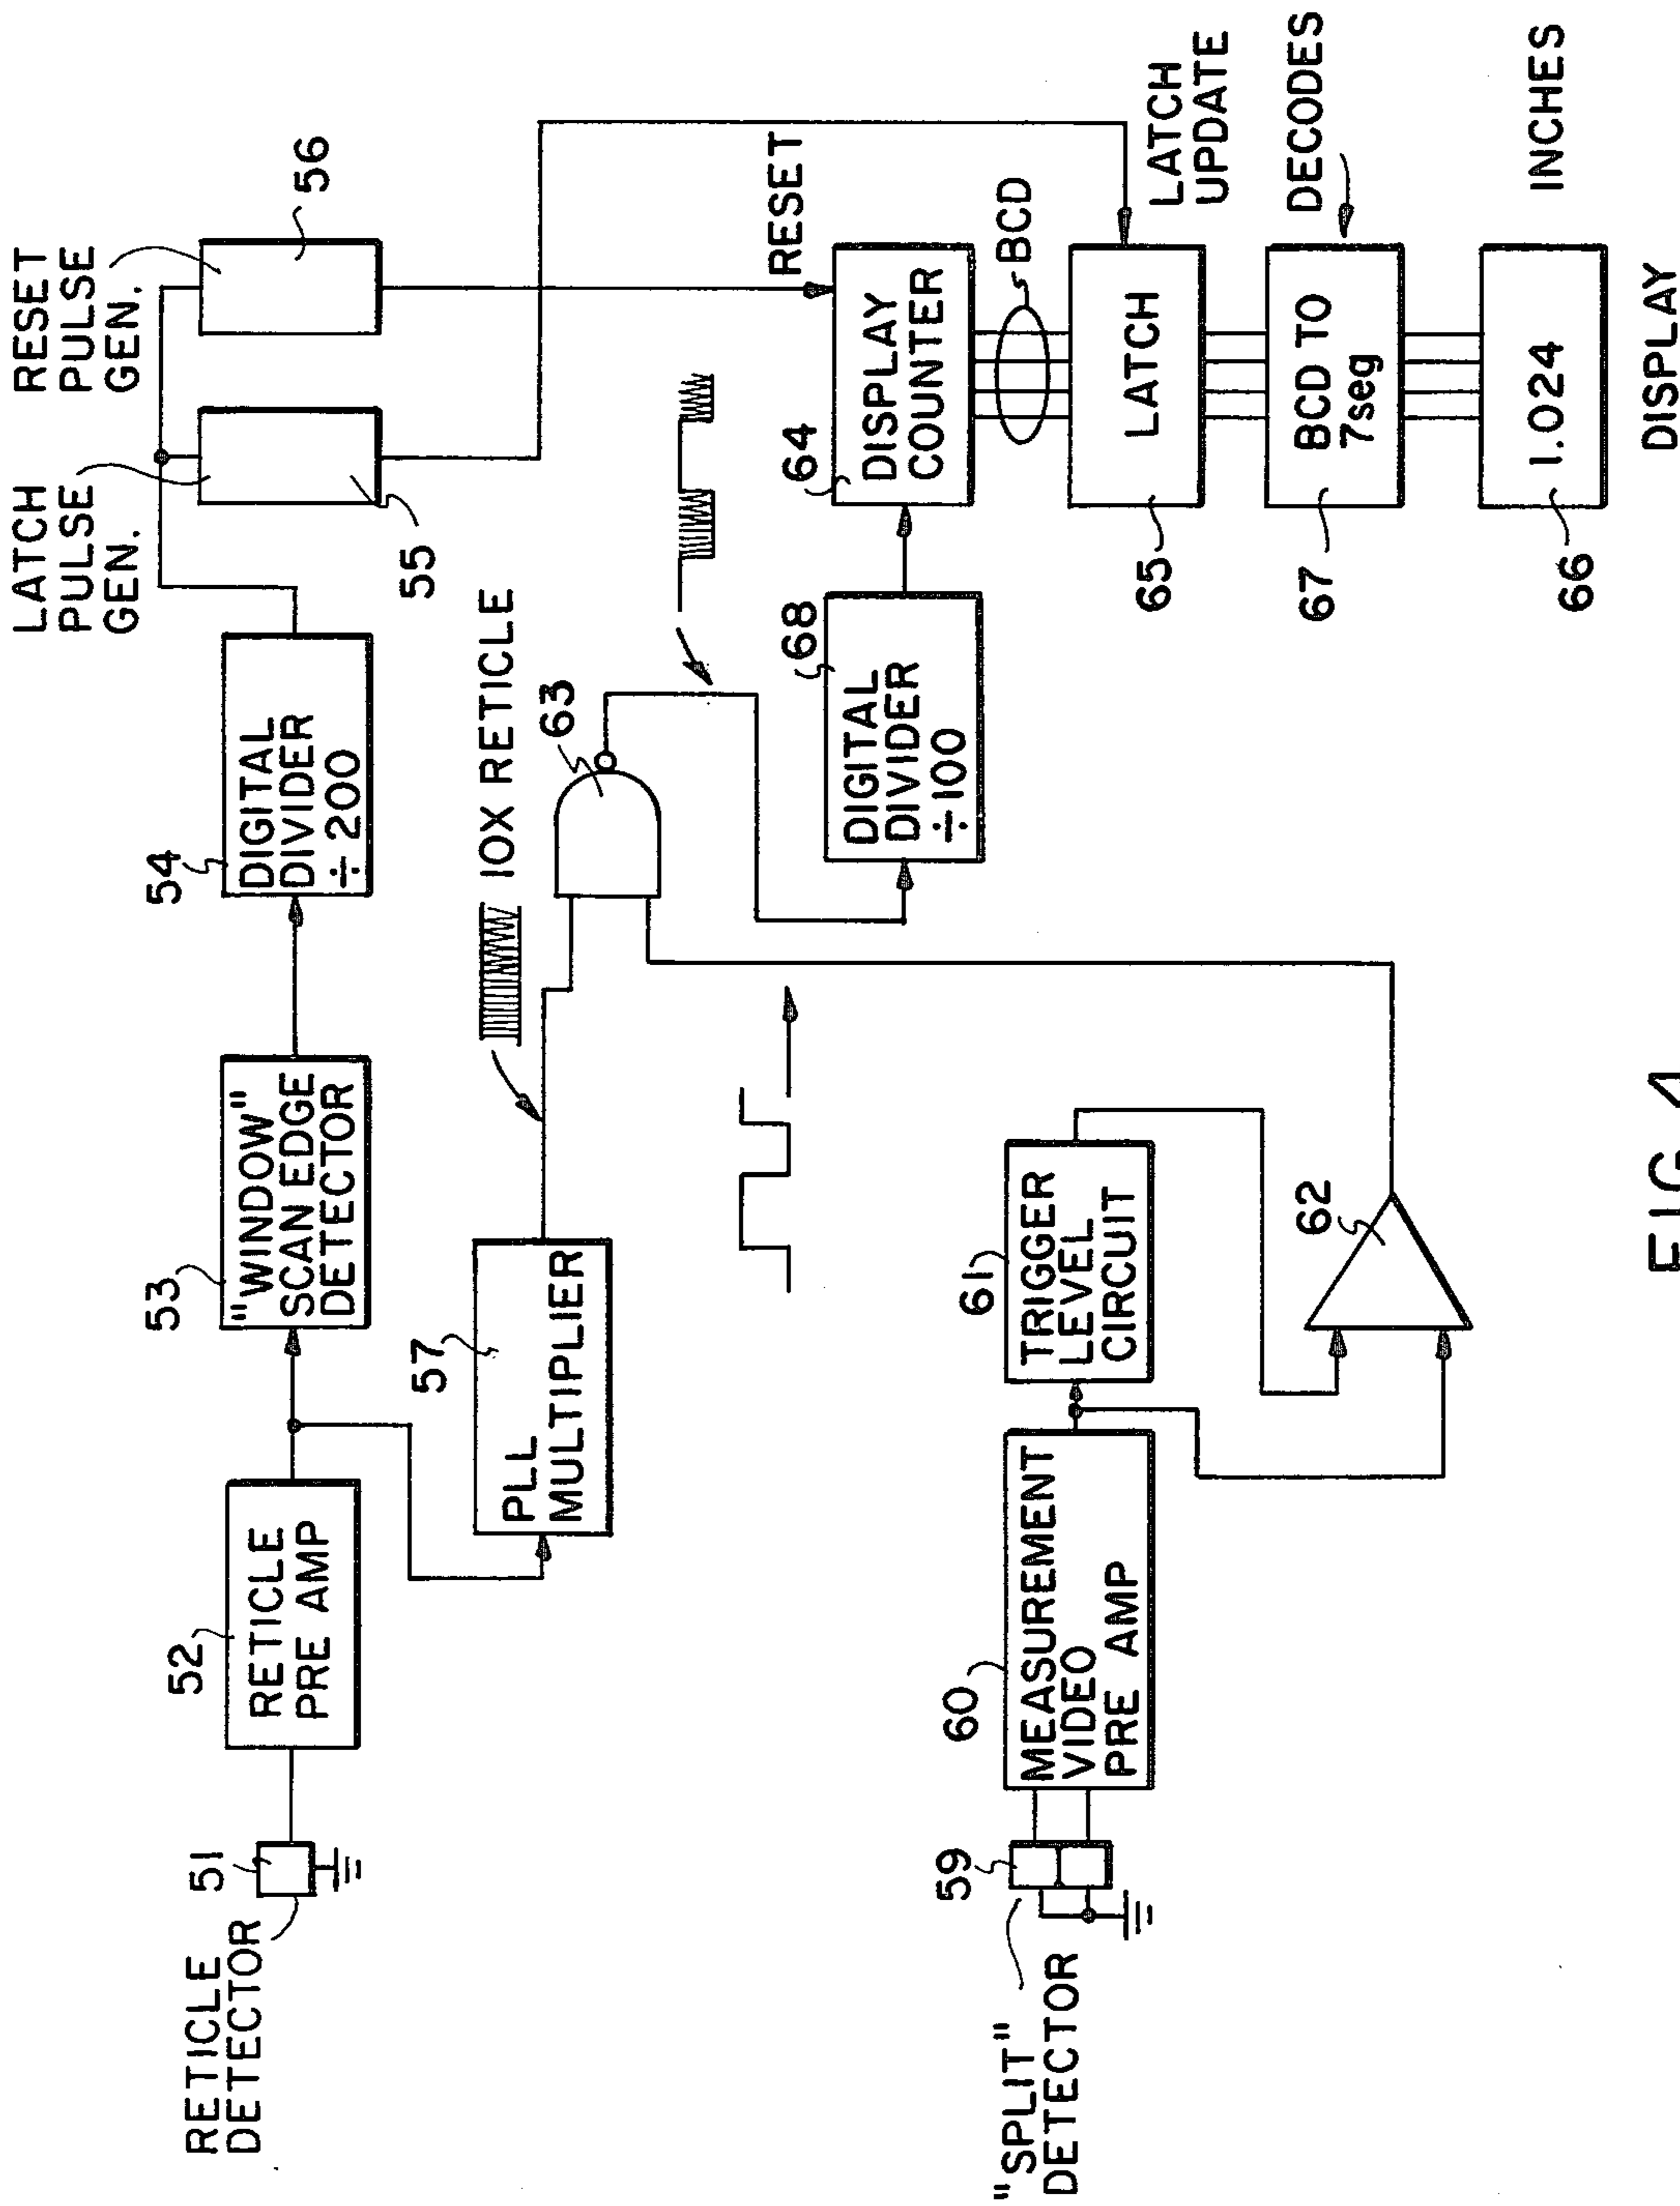 RETICLE
DETECTOR
51
52
RETICLE
PRE AMP
53
"WINDOW"
SCAN EDGE
DETECTOR
54
DIGITAL
DIVIDER
÷200
LATCH
PULSE
GEN.
55
RESET
PULSE
GEN.
56
57
PLL
MULTIPLIER
10X RETICLE
63
RESET
"SPLIT"
DETECTOR
59
60
MEASUREMENT
VIDEO
PRE AMP
61
TRIGGER
LEVEL
CIRCUIT
62
68
DIGITAL
DIVIDER
÷100
64
DISPLAY
COUNTER
BCD
65
LATCH
LATCH
UPDATE
67
BCD TO
7seg
DECODES
66
1.024
INCHES
DISPLAY